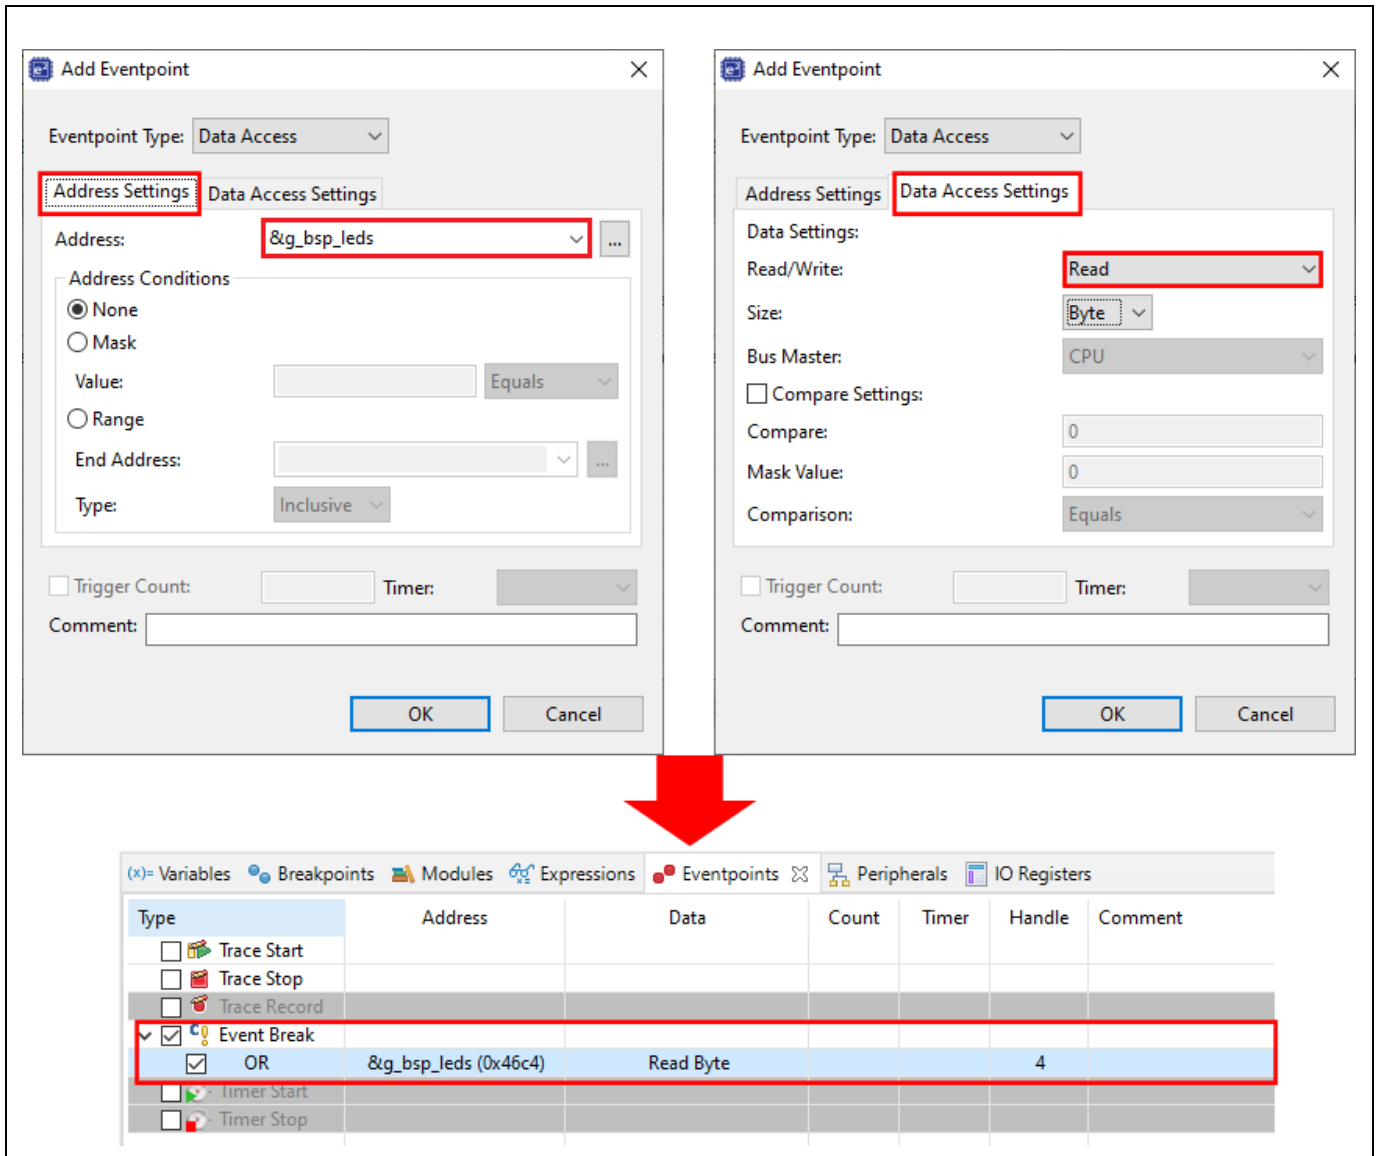 Add Eventpoint
Eventpoint Type: Data Access
Address Settings Data Access Settings
Address: &g_bsp_leds ...
Address Conditions
None
Mask
Value: Equals
Range
End Address: ...
Type: Inclusive
Trigger Count: Timer:
Comment:
OK Cancel
Add Eventpoint
Eventpoint Type: Data Access
Address Settings Data Access Settings
Data Settings:
Read/Write: Read
Size: Byte
Bus Master: CPU
Compare Settings:
Compare: 0
Mask Value: 0
Comparison: Equals
Trigger Count: Timer:
Comment:
OK Cancel
(x)= Variables Breakpoints Modules Expressions Eventpoints Peripherals IO Registers
Type Address Data Count Timer Handle Comment
Trace Start
Trace Stop
Trace Record
Event Break
OR &g_bsp_leds (0x46c4) Read Byte 4
Timer Start
Timer Stop